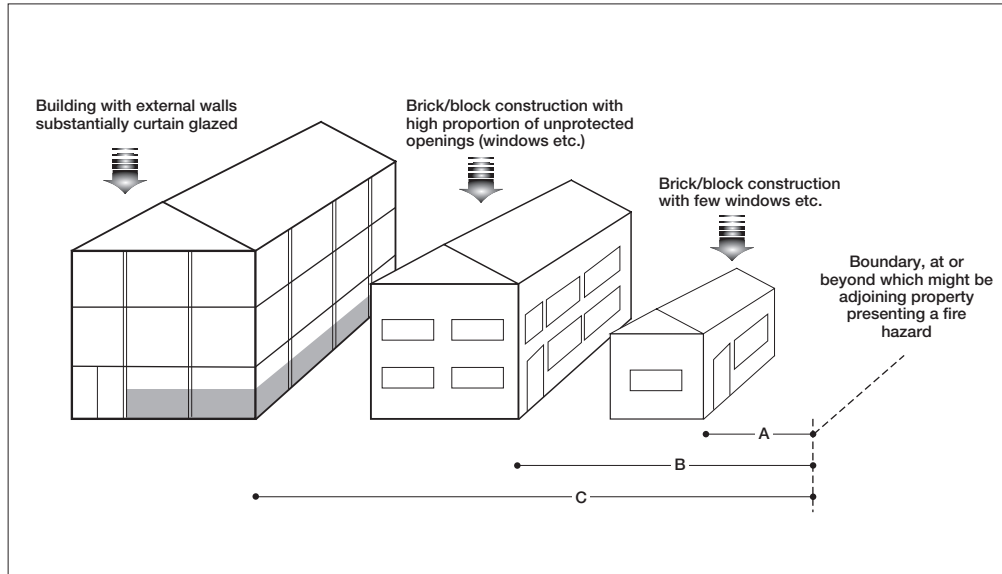 Building with external walls
substantially curtain glazed
Brick/block construction with
high proportion of unprotected
openings (windows etc.)
Brick/block construction
with few windows etc.
Boundary, at or
beyond which might be
adjoining property
presenting a fire
hazard
A
B
C